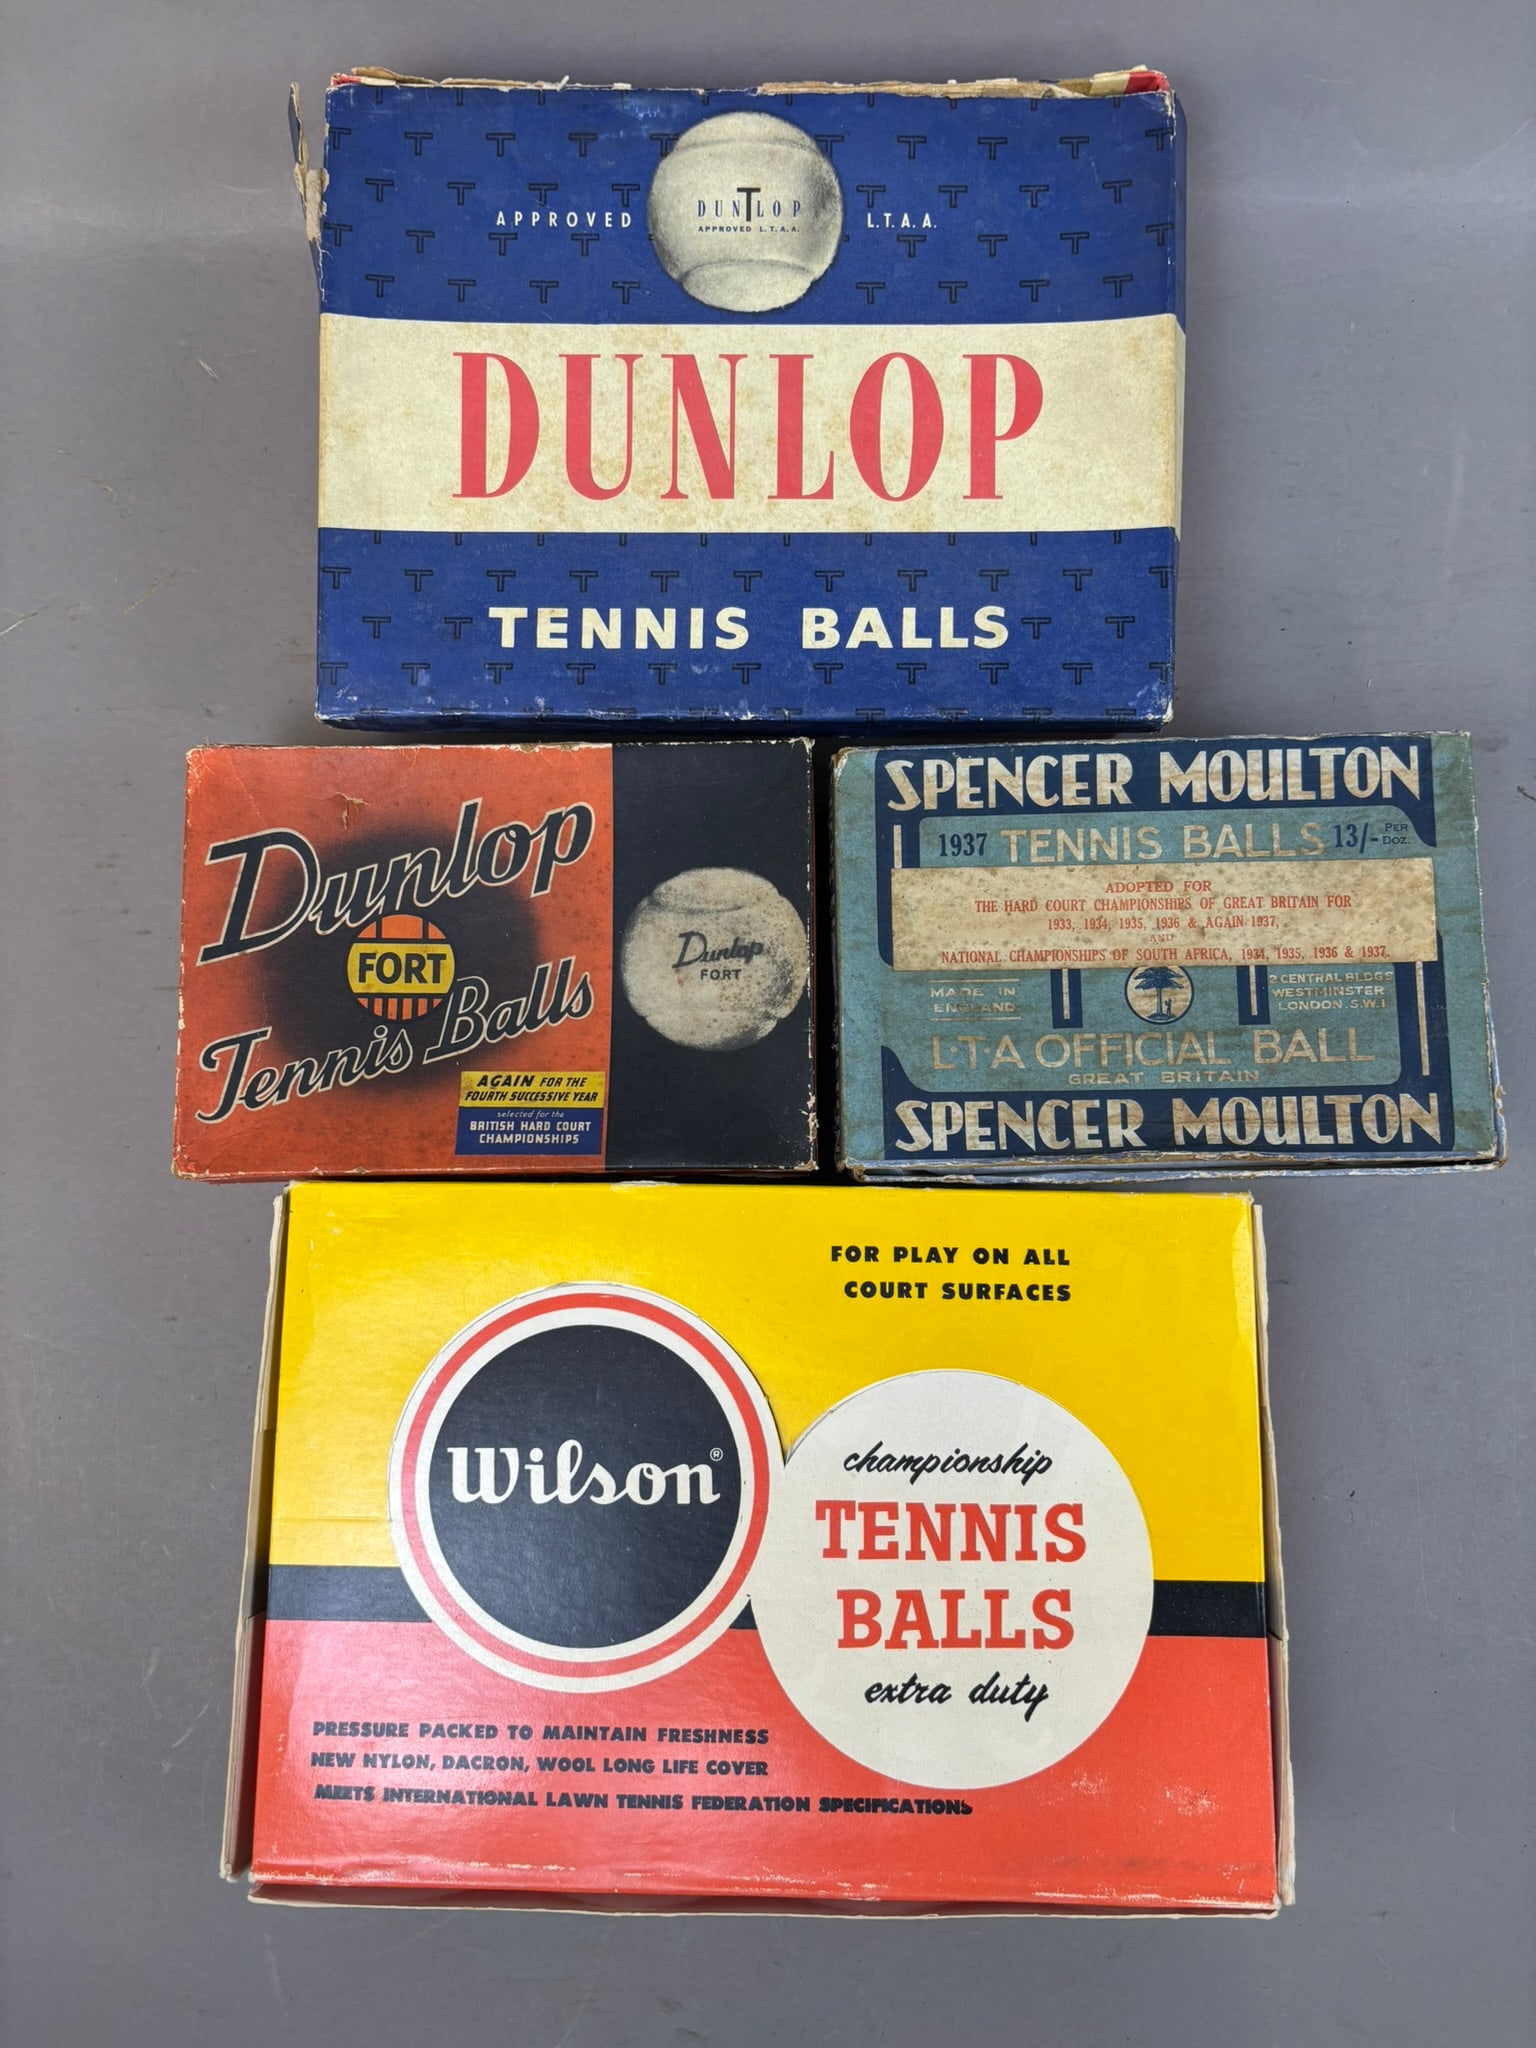 APPROVED DUNLOP L.T.A.A.
APPROVED L.T.A.A.
DUNLOP
TENNIS BALLS
Dunlop
FORT
Tennis Balls
AGAIN FOR THE
FOURTH SUCCESSIVE YEAR
selected for the
BRITISH HARD COURT
CHAMPIONSHIPS
Dunlop
FORT
SPENCER MOULTON
1937 TENNIS BALLS 13/- PER DOZ.
ADOPTED FOR
THE HARD COURT CHAMPIONSHIPS OF GREAT BRITAIN FOR
1933, 1934, 1935, 1936 & AGAIN 1937,
AND
NATIONAL CHAMPIONSHIPS OF SOUTH AFRICA, 1934, 1935, 1936 & 1937.
MADE IN
ENGLAND
2 CENTRAL BLDGS
WESTMINSTER
LONDON. S.W.1.
L·T·A OFFICIAL BALL
GREAT BRITAIN
SPENCER MOULTON
FOR PLAY ON ALL
COURT SURFACES
Wilson®
championship
TENNIS
BALLS
extra duty
PRESSURE PACKED TO MAINTAIN FRESHNESS
NEW NYLON, DACRON, WOOL LONG LIFE COVER
MEETS INTERNATIONAL LAWN TENNIS FEDERATION SPECIFICATIONS